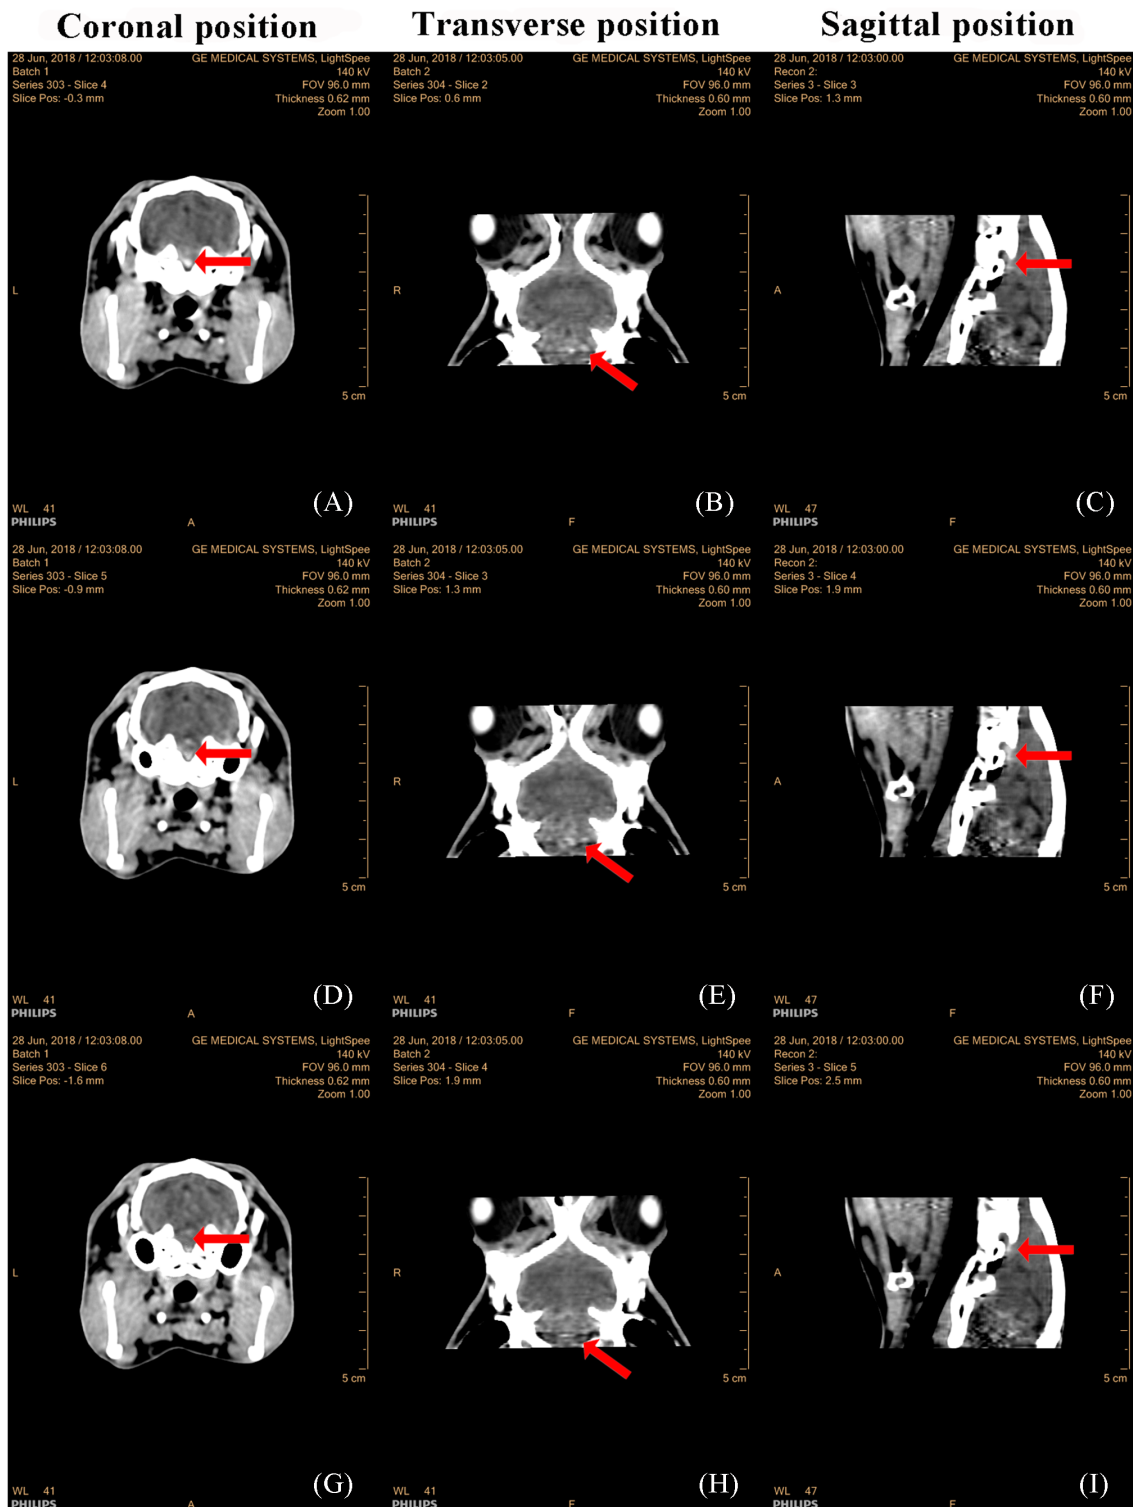 Coronal position
Transverse position
Sagittal position
28 Jun, 2018 / 12:03:08.00
GE MEDICAL SYSTEMS, LightSpee
Batch 1
140 kV
Series 303 - Slice 4
FOV 96.0 mm
Slice Pos: -0.3 mm
Thickness 0.62 mm
Zoom 1.00
L
5 cm
WL 41
(A)
PHILIPS
A
28 Jun, 2018 / 12:03:05.00
GE MEDICAL SYSTEMS, LightSpee
Batch 2
140 kV
Series 304 - Slice 2
FOV 96.0 mm
Slice Pos: 0.6 mm
Thickness 0.60 mm
Zoom 1.00
R
5 cm
WL 41
(B)
PHILIPS
F
28 Jun, 2018 / 12:03:00.00
GE MEDICAL SYSTEMS, LightSpee
Recon 2:
140 kV
Series 3 - Slice 3
FOV 96.0 mm
Slice Pos: 1.3 mm
Thickness 0.60 mm
Zoom 1.00
A
5 cm
WL 47
(C)
PHILIPS
F
28 Jun, 2018 / 12:03:08.00
GE MEDICAL SYSTEMS, LightSpee
Batch 1
140 kV
Series 303 - Slice 5
FOV 96.0 mm
Slice Pos: -0.9 mm
Thickness 0.62 mm
Zoom 1.00
L
5 cm
WL 41
(D)
PHILIPS
A
28 Jun, 2018 / 12:03:05.00
GE MEDICAL SYSTEMS, LightSpee
Batch 2
140 kV
Series 304 - Slice 3
FOV 96.0 mm
Slice Pos: 1.3 mm
Thickness 0.60 mm
Zoom 1.00
R
5 cm
WL 41
(E)
PHILIPS
F
28 Jun, 2018 / 12:03:00.00
GE MEDICAL SYSTEMS, LightSpee
Recon 2:
140 kV
Series 3 - Slice 4
FOV 96.0 mm
Slice Pos: 1.9 mm
Thickness 0.60 mm
Zoom 1.00
A
5 cm
WL 47
(F)
PHILIPS
F
28 Jun, 2018 / 12:03:08.00
GE MEDICAL SYSTEMS, LightSpee
Batch 1
140 kV
Series 303 - Slice 6
FOV 96.0 mm
Slice Pos: -1.6 mm
Thickness 0.62 mm
Zoom 1.00
L
5 cm
WL 41
(G)
PHILIPS
A
28 Jun, 2018 / 12:03:05.00
GE MEDICAL SYSTEMS, LightSpee
Batch 2
140 kV
Series 304 - Slice 4
FOV 96.0 mm
Slice Pos: 1.9 mm
Thickness 0.60 mm
Zoom 1.00
R
5 cm
WL 41
(H)
PHILIPS
F
28 Jun, 2018 / 12:03:00.00
GE MEDICAL SYSTEMS, LightSpee
Recon 2:
140 kV
Series 3 - Slice 5
FOV 96.0 mm
Slice Pos: 2.5 mm
Thickness 0.60 mm
Zoom 1.00
A
5 cm
WL 47
(I)
PHILIPS
F